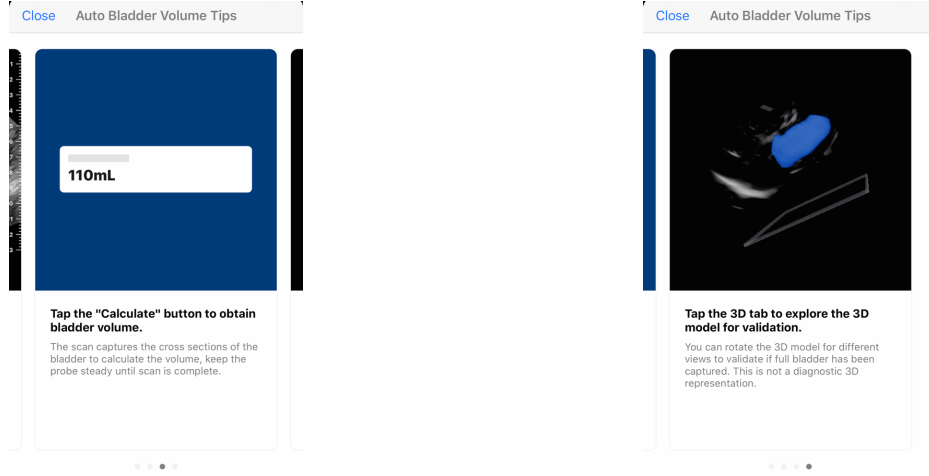 Close Auto Bladder Volume Tips
110mL
Tap the "Calculate" button to obtain
bladder volume.
The scan captures the cross sections of the
bladder to calculate the volume, keep the
probe steady until scan is complete.
Close Auto Bladder Volume Tips
Tap the 3D tab to explore the 3D
model for validation.
You can rotate the 3D model for different
views to validate if full bladder has been
captured. This is not a diagnostic 3D
representation.